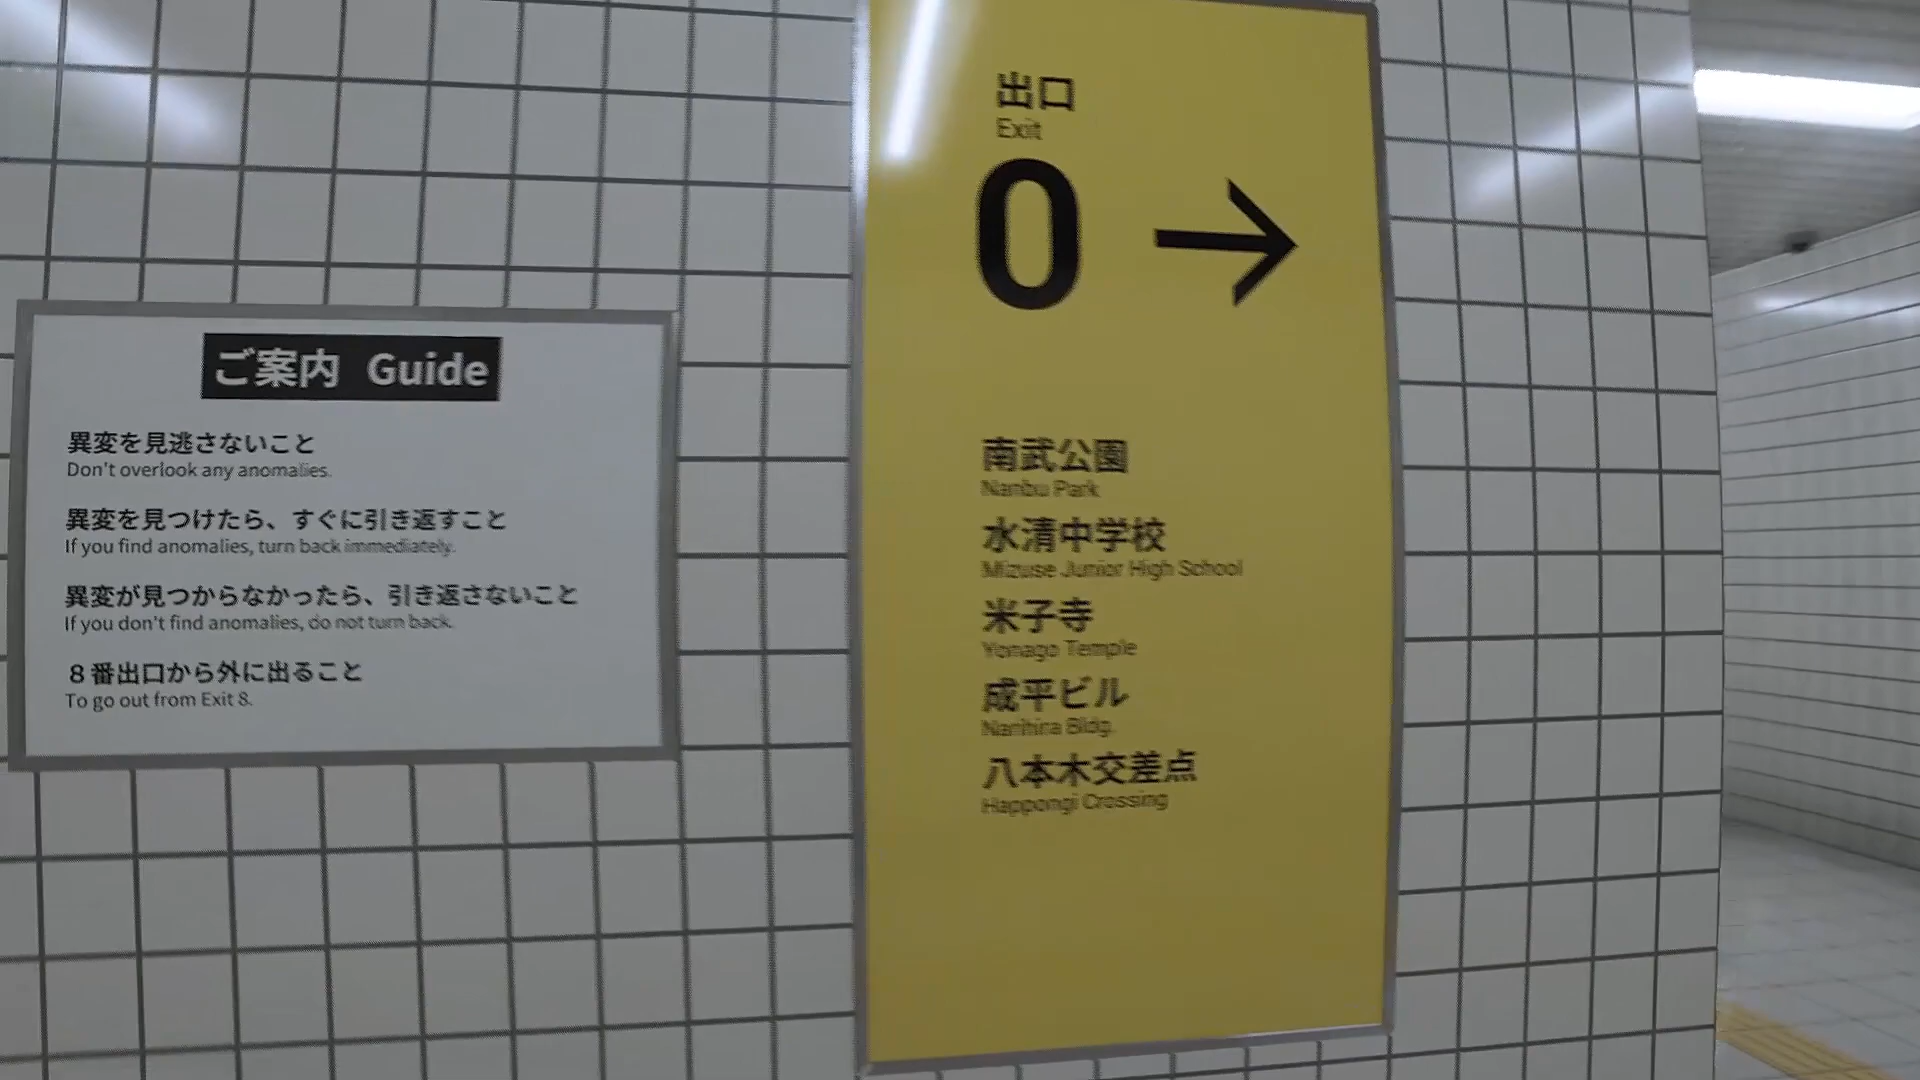 ご案内 Guide
異変を見逃さないこと
Don't overlook any anomalies.
異変を見つけたら、すぐに引き返すこと
If you find anomalies, turn back immediately.
異変が見つからなかったら、引き返さないこと
If you don't find anomalies, do not turn back.
8番出口から外に出ること
To go out from Exit 8.
出口
Exit
0 →
南武公園
Nanbu Park
水清中学校
Mizuse Junior High School
米子寺
Yonago Temple
成平ビル
Narihira Bldg.
八本木交差点
Happongi Crossing